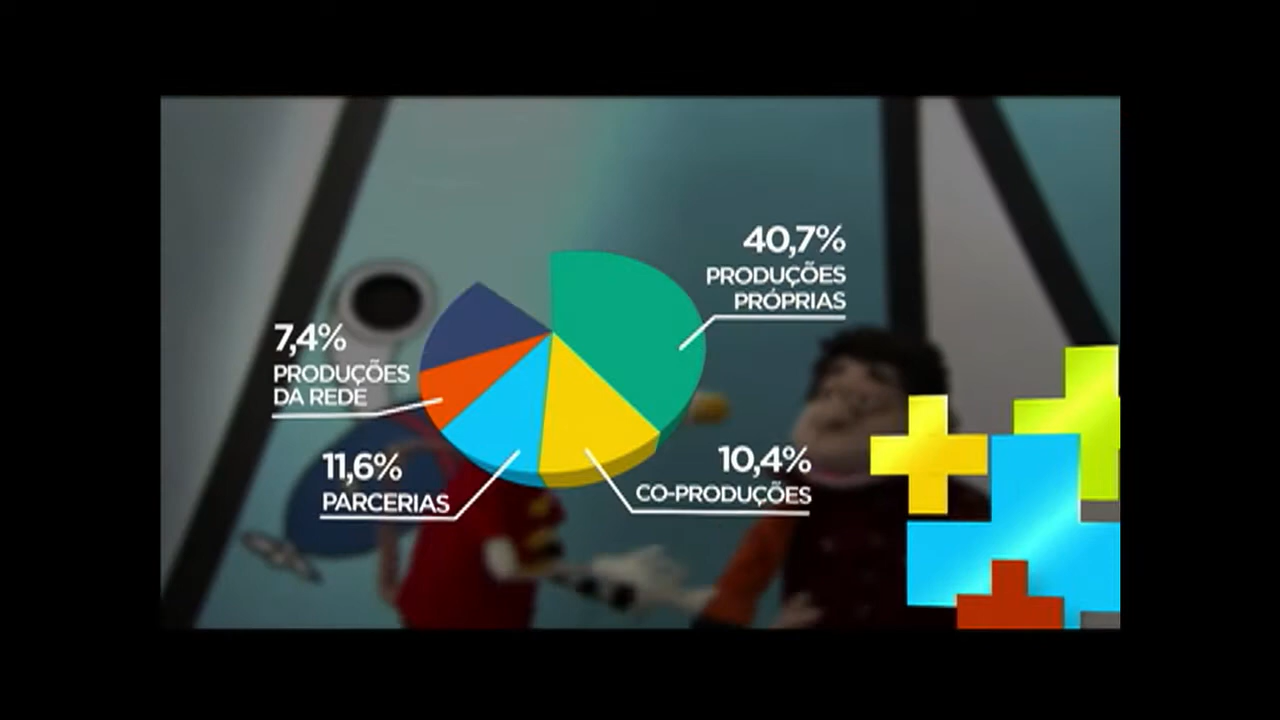 40,7%
PRODUÇÕES
PRÓPRIAS
7,4%
PRODUÇÕES
DA REDE
11,6%
PARCERIAS
10,4%
CO-PRODUÇÕES